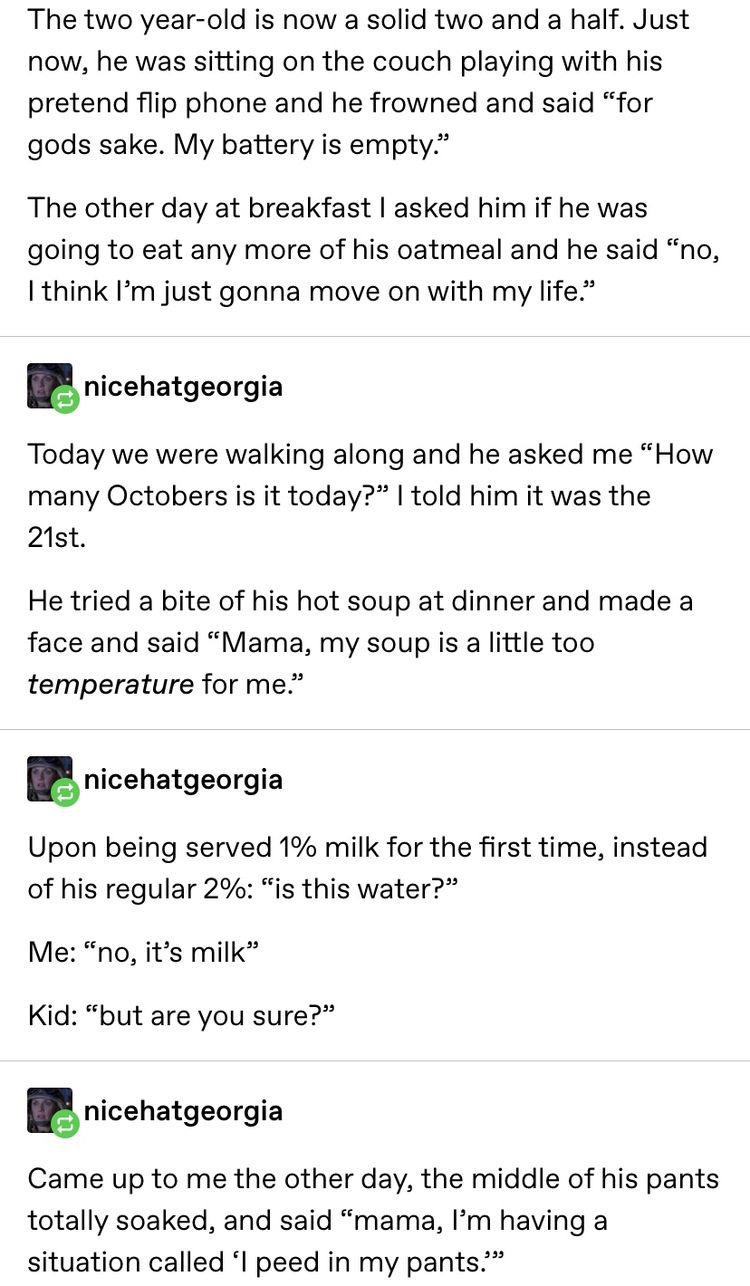 The two year-old is now a solid two and a half. Just
now, he was sitting on the couch playing with his
pretend flip phone and he frowned and said “for
gods sake. My battery is empty.”
The other day at breakfast I asked him if he was
going to eat any more of his oatmeal and he said “no,
I think I’m just gonna move on with my life.”
nicehatgeorgia
Today we were walking along and he asked me “How
many Octobers is it today?” I told him it was the
21st.
He tried a bite of his hot soup at dinner and made a
face and said “Mama, my soup is a little too
temperature for me.”
nicehatgeorgia
Upon being served 1% milk for the first time, instead
of his regular 2%: “is this water?”
Me: “no, it’s milk”
Kid: “but are you sure?”
nicehatgeorgia
Came up to me the other day, the middle of his pants
totally soaked, and said “mama, I’m having a
situation called ‘I peed in my pants.’”